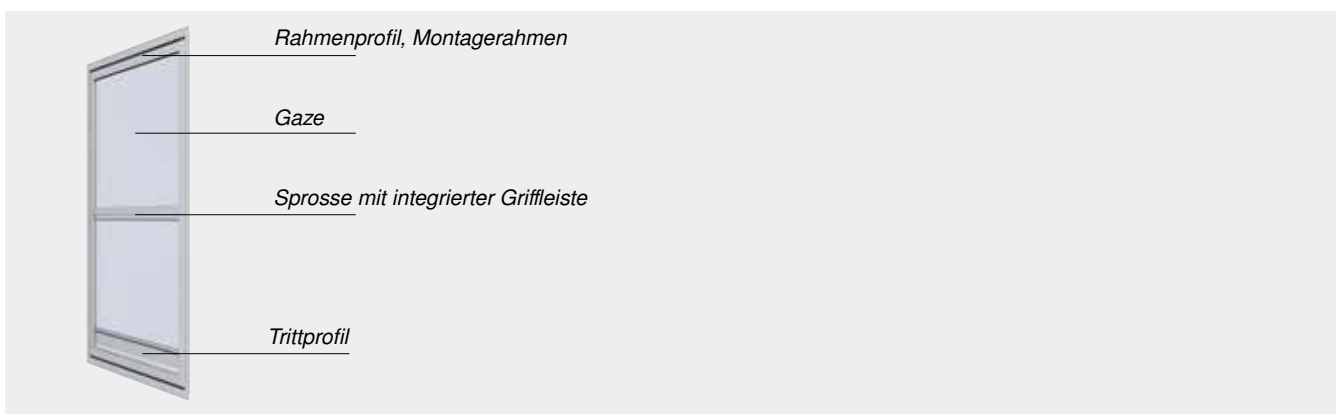 Rahmenprofil, Montagerahmen
Gaze
Sprosse mit integrierter Griffleiste
Trittprofil